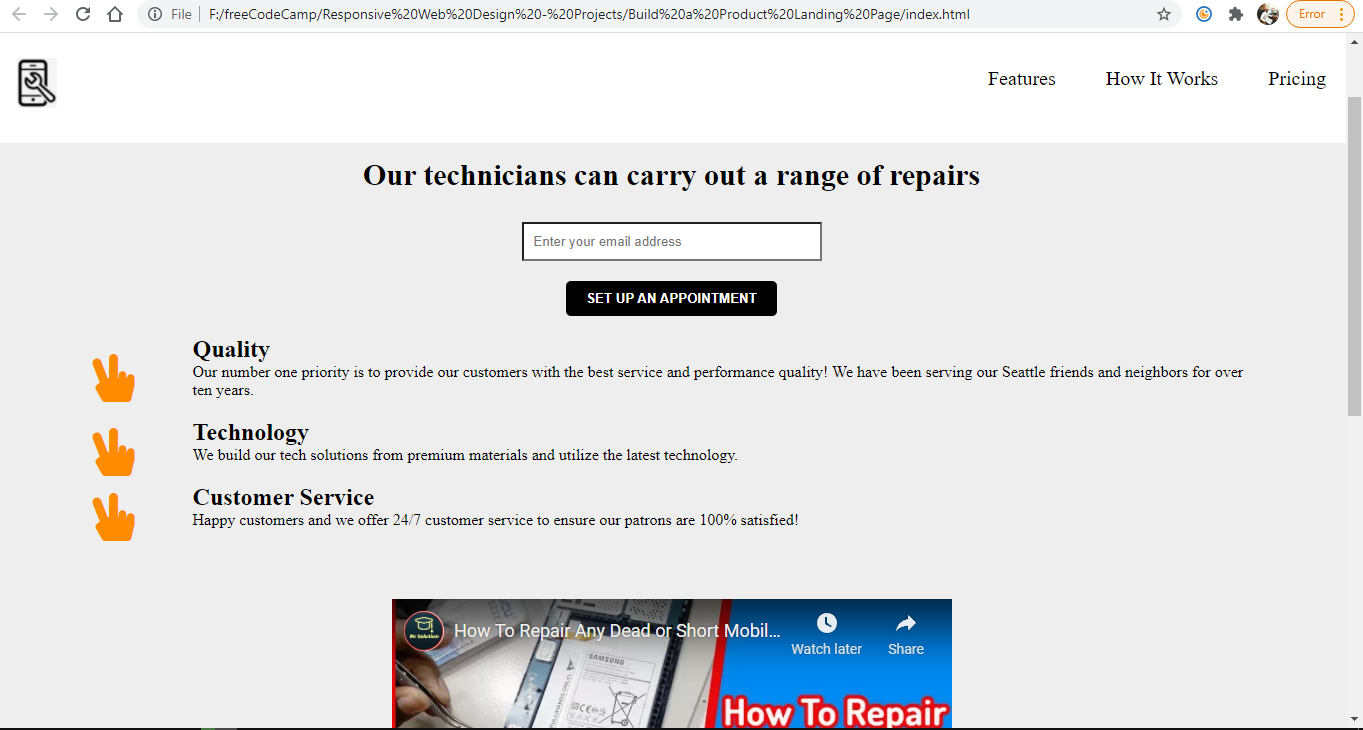 File
F:/freeCodeCamp/Responsive%20Web%20Design%20-%20Projects/Build%20a%20Product%20Landing%20Page/index.html
Error
Features
How It Works
Pricing
Our technicians can carry out a range of repairs
Enter your email address
SET UP AN APPOINTMENT
Quality
Our number one priority is to provide our customers with the best service and performance quality! We have been serving our Seattle friends and neighbors for over
ten years.
Technology
We build our tech solutions from premium materials and utilize the latest technology.
Customer Service
Happy customers and we offer 24/7 customer service to ensure our patrons are 100% satisfied!
Mr Solution
How To Repair Any Dead or Short Mobil...
Watch later
Share
SAMSUNG
How To Repair